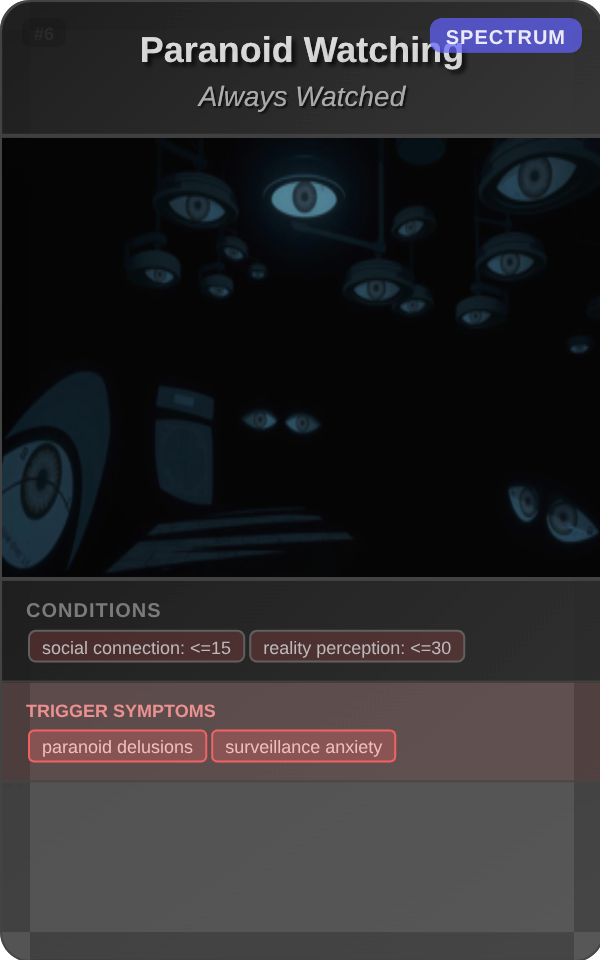 #6
SPECTRUM
Paranoid Watching
Always Watched
CONDITIONS
social connection: <=15 reality perception: <=30
TRIGGER SYMPTOMS
paranoid delusions surveillance anxiety